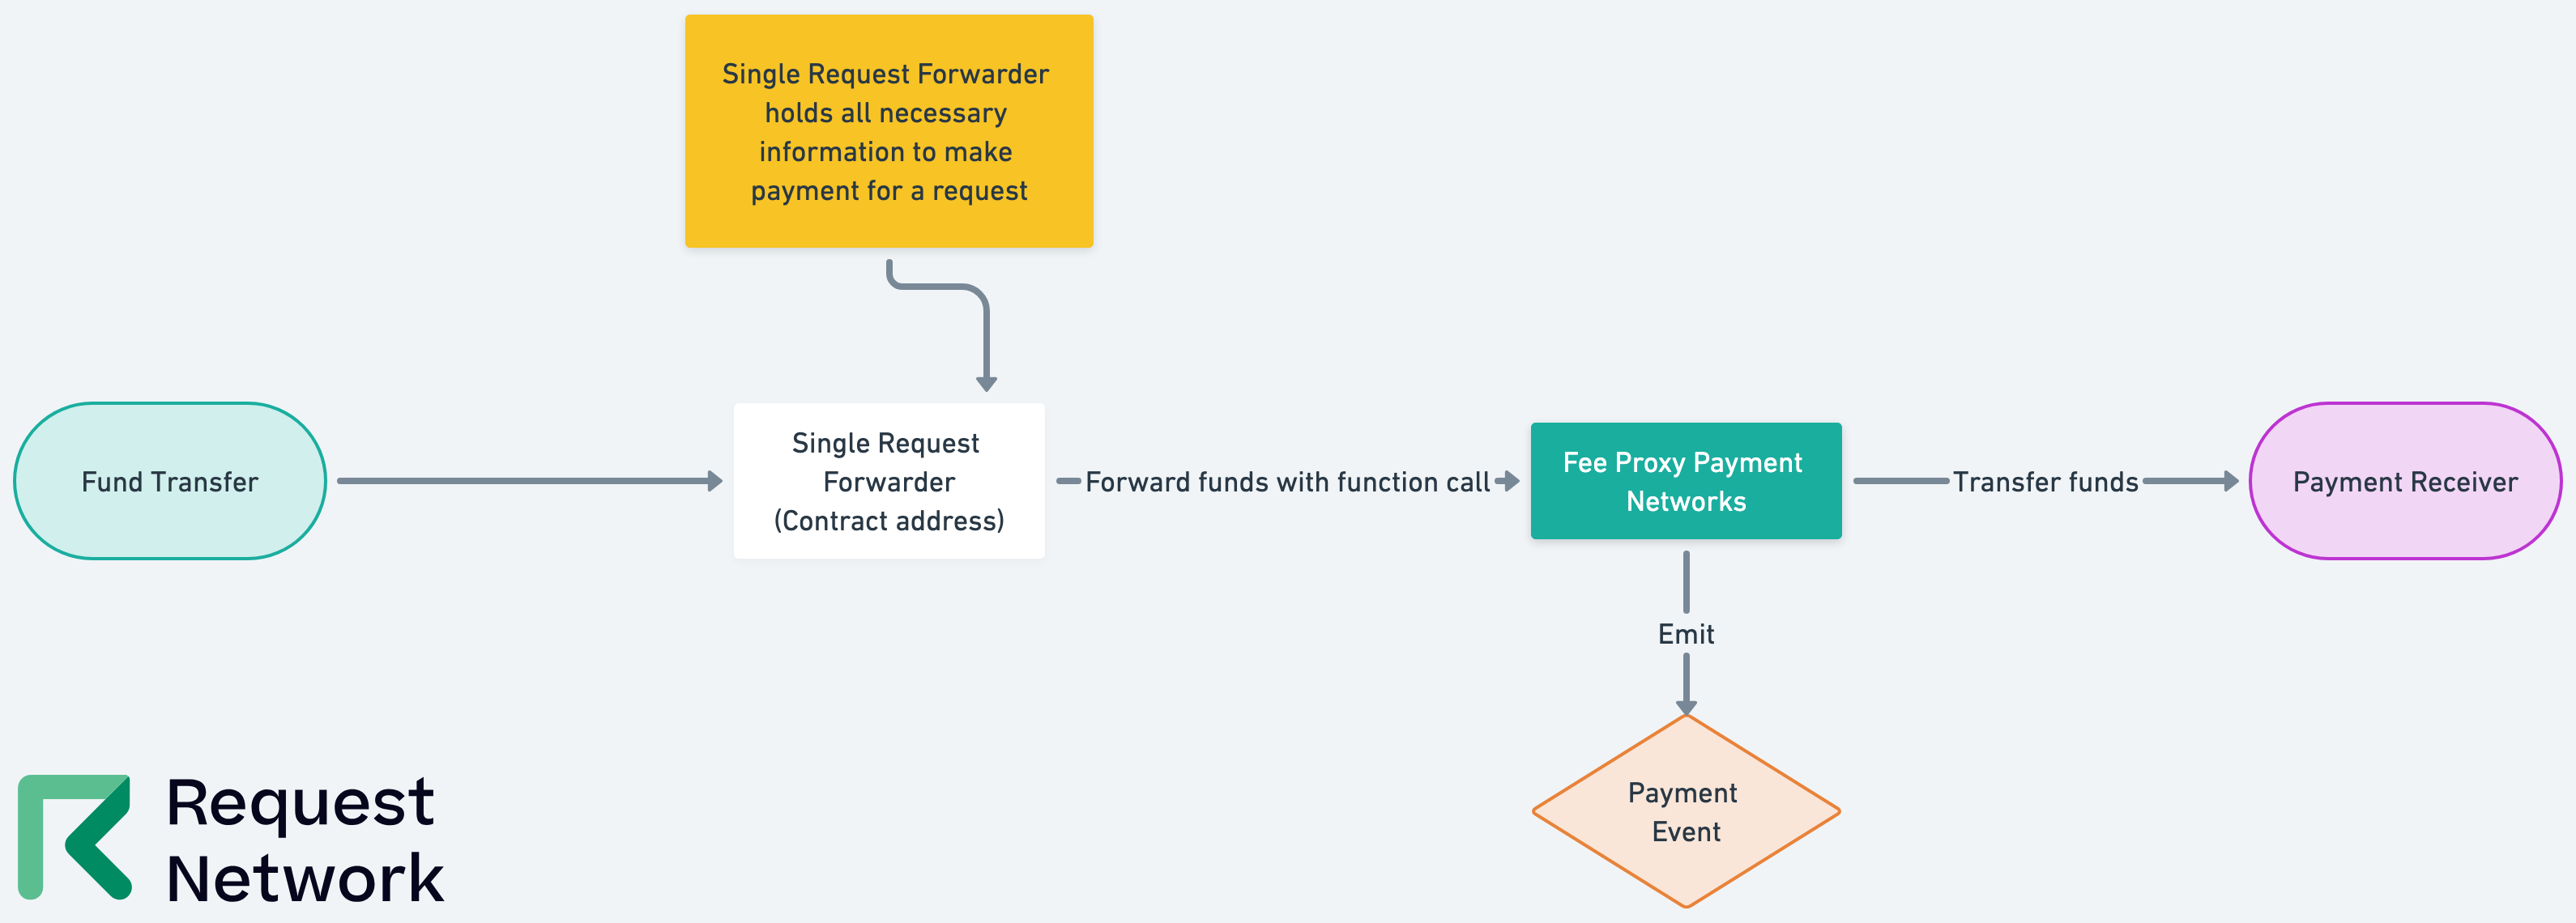 Single Request Forwarder
holds all necessary
information to make
payment for a request
Fund Transfer
Single Request
Forwarder
(Contract address)
Forward funds with function call
Fee Proxy Payment
Networks
Transfer funds
Payment Receiver
Emit
Payment
Event
Request
Network